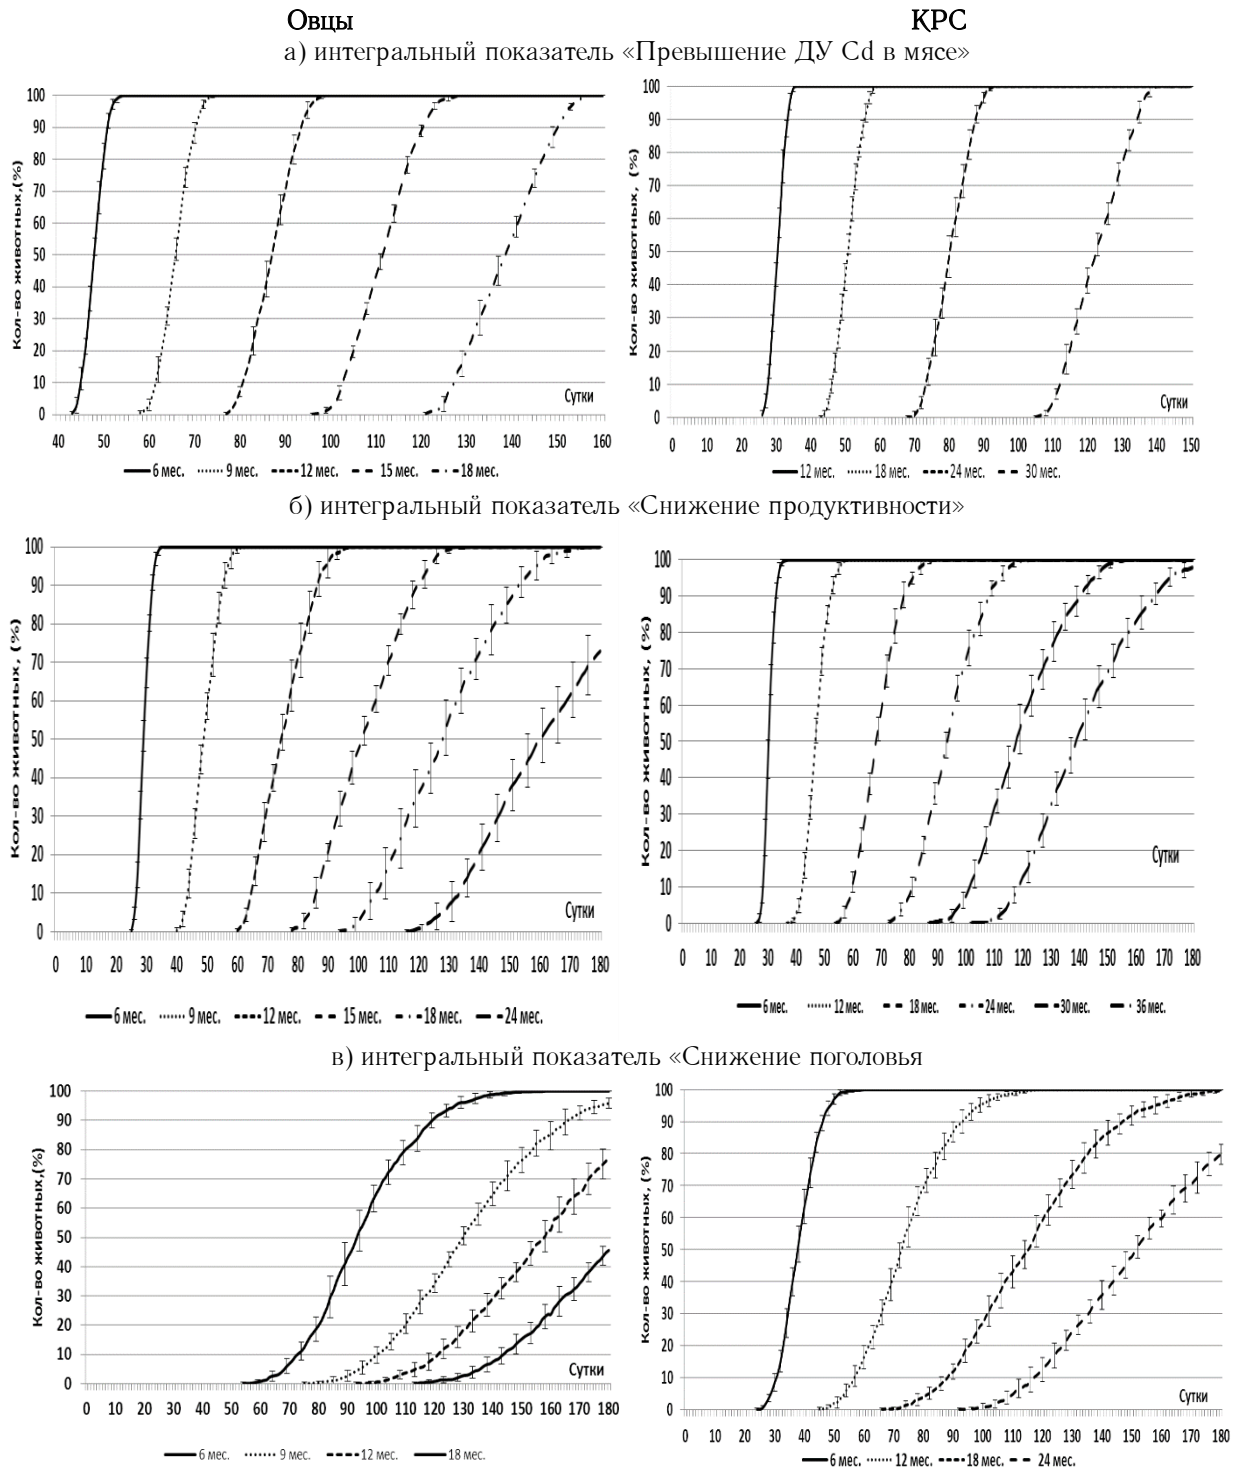 Овцы КРС
а) интегральный показатель «Превышение ДУ Cd в мясе»
Кол-во животных,(%)
100
90
80
70
60
50
40
30
20
10
0
Сутки
40 50 60 70 80 90 100 110 120 130 140 150 160
6 мес. 9 мес. 12 мес. 15 мес. 18 мес.
Кол-во животных, (%)
100
90
80
70
60
50
40
30
20
10
0
Сутки
0 10 20 30 40 50 60 70 80 90 100 110 120 130 140 150
12 мес. 18 мес. 24 мес. 30 мес.
б) интегральный показатель «Снижение продуктивности»
Кол-во животных, (%)
100
90
80
70
60
50
40
30
20
10
0
Сутки
0 10 20 30 40 50 60 70 80 90 100 110 120 130 140 150 160 170 180
6 мес. 9 мес. 12 мес. 15 мес. 18 мес. 24 мес.
Кол-во животных, (%)
100
90
80
70
60
50
40
30
20
10
0
Сутки
0 10 20 30 40 50 60 70 80 90 100 110 120 130 140 150 160 170 180
6 мес. 12 мес. 18 мес. 24 мес. 30 мес. 36 мес.
в) интегральный показатель «Снижение поголовья
Кол-во животных,(%)
100
90
80
70
60
50
40
30
20
10
0
Сутки
0 10 20 30 40 50 60 70 80 90 100 110 120 130 140 150 160 170 180
6 мес. 9 мес. 12 мес. 18 мес.
Кол-во животных, (%)
100
90
80
70
60
50
40
30
20
10
0
Сутки
0 10 20 30 40 50 60 70 80 90 100 110 120 130 140 150 160 170 180
6 мес. 12 мес. 18 мес. 24 мес.